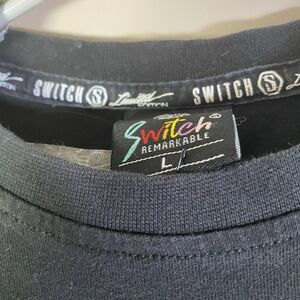 SWITCH S Limited EDITION SWITCH S
Switch
REMARKABLE
L